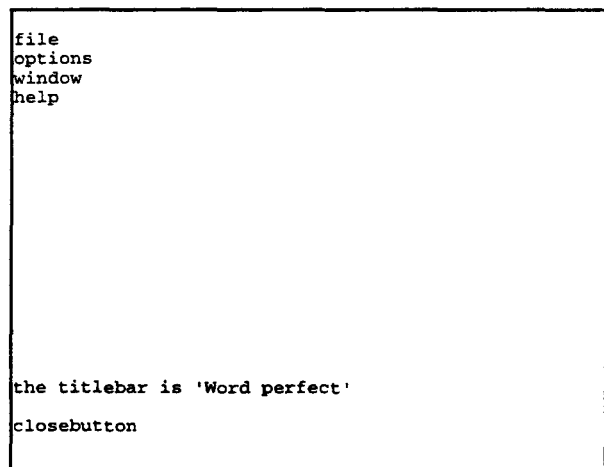 file
options
window
help
the titlebar is 'Word perfect'
closebutton